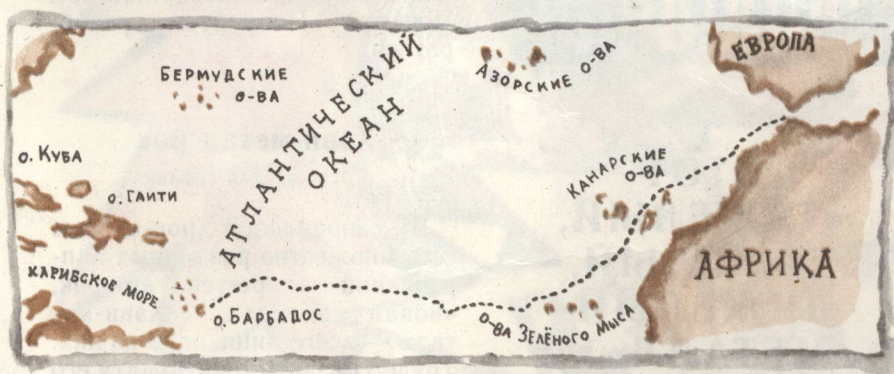 БЕРМУДСКИЕ
О-ВА
АТЛАНТИЧЕСКИЙ
ОКЕАН
АЗОРСКИЕ О-ВА
ЕВРОПА
О. КУБА
О. ГАИТИ
КАНАРСКИЕ
О-ВА
КАРИБСКОЕ МОРЕ
О. БАРБАДОС
О-ВА ЗЕЛЁНОГО МЫСА
АФРИКА